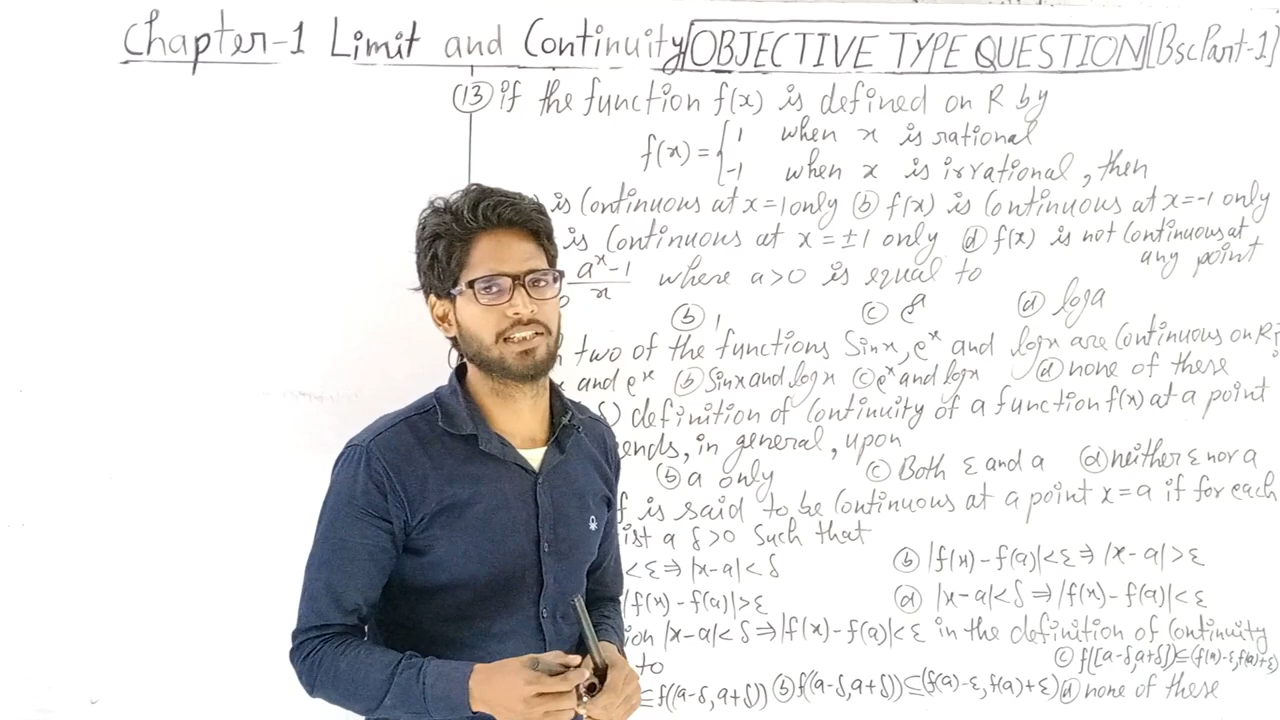 Chapter-1 Limit and Continuity OBJECTIVE TYPE QUESTION [Bsc Part-1]
(13) if the function f(x) is defined on R by
f(x) = { 1 when x is rational
-1 when x is irrational, then
is Continuous at x=1 only (b) f(x) is Continuous at x=-1 only
is Continuous at x=±1 only (d) f(x) is not Continuous at
any point
a^x-1/x where a>0 is equal to
(b) 1 (c) (d) log a
two of the functions Sinx, e^x and logx are Continuous on R?
x and e^x (b) Sinx and logx (c) e^x and logx (d) none of these
δ) definition of Continuity of a function f(x) at a point
ends, in general, upon
(b) a only (c) Both ε and a (d) neither ε nor a
f is said to be Continuous at a point x=a if for each
ist a δ>0 Such that
<ε ⇒ |x-a|<δ (b) |f(x)-f(a)|<ε ⇒ |x-a|>ε
|f(x)-f(a)|>ε (d) |x-a|<δ ⇒ |f(x)-f(a)|<ε
ion |x-a|<δ ⇒ |f(x)-f(a)|<ε in the definition of Continuity
to (c) f([a-δ,a+δ])⊆(f(a)-ε,f(a)+ε)
⊆f((a-δ,a+δ)) (b) f(a-δ,a+δ))⊆(f(a)-ε,f(a)+ε) (d) none of these